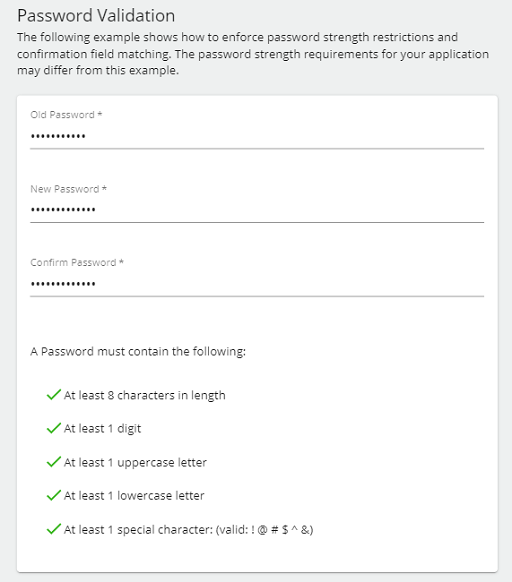 Password Validation
The following example shows how to enforce password strength restrictions and
confirmation field matching. The password strength requirements for your application
may differ from this example.
Old Password *
•••••••••••
New Password *
•••••••••••••
Confirm Password *
•••••••••••••
A Password must contain the following:
At least 8 characters in length
At least 1 digit
At least 1 uppercase letter
At least 1 lowercase letter
At least 1 special character: (valid: ! @ # $ ^ &)